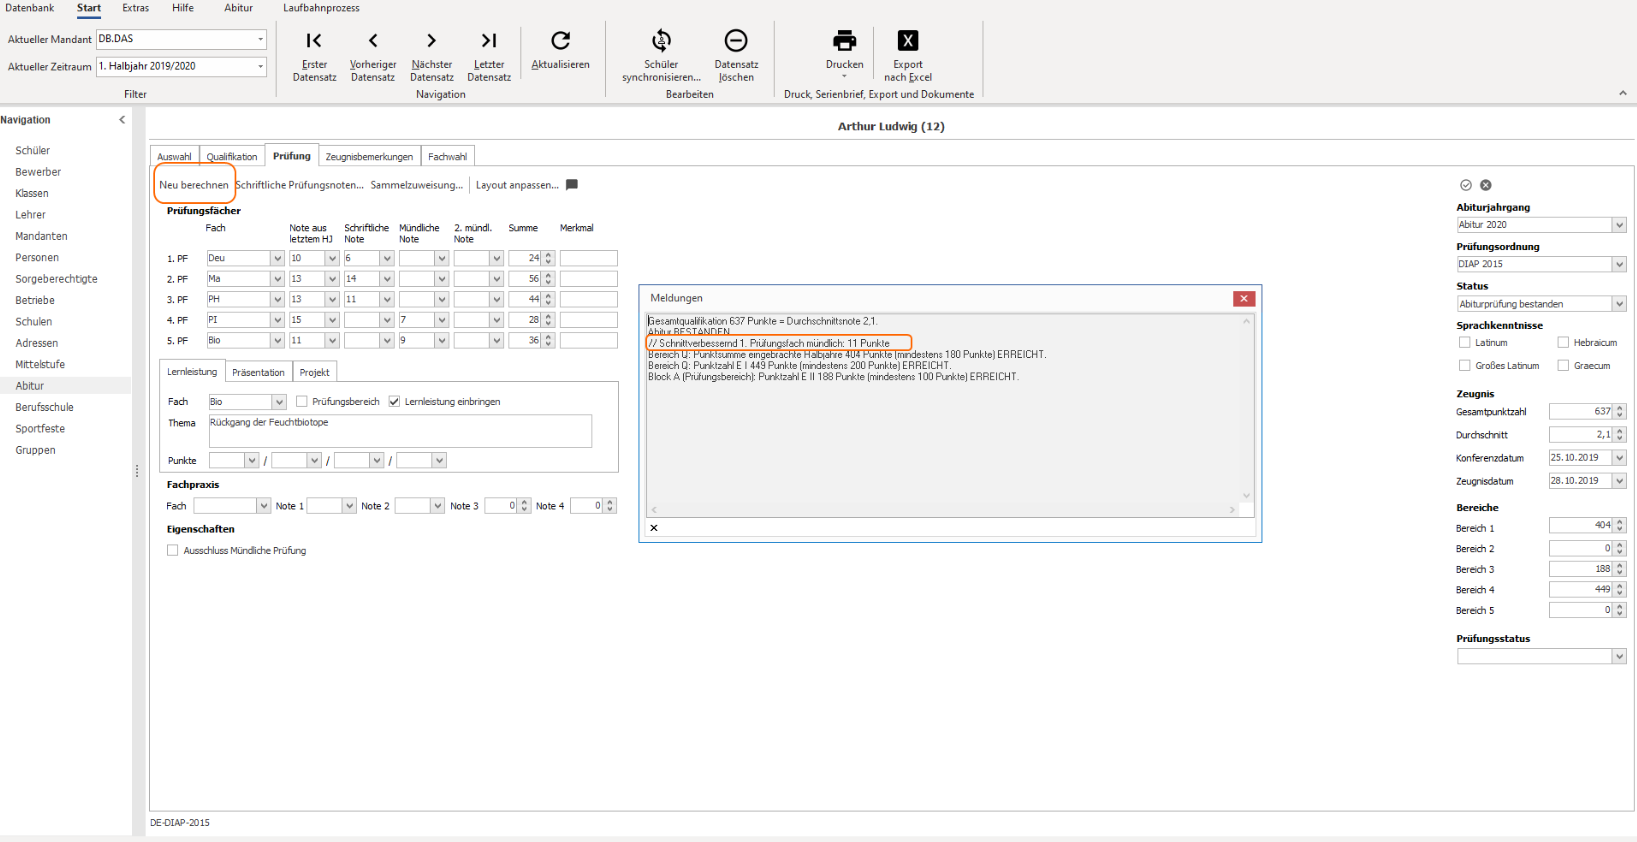 Datenbank Start Extras Hilfe Abitur Laufbahnprozess
Aktueller Mandant DB.DAS
Aktueller Zeitraum 1. Halbjahr 2019/2020
Filter
Erster Datensatz
Vorheriger Datensatz
Nächster Datensatz
Letzter Datensatz
Aktualisieren
Navigation
Schüler synchronisieren...
Datensatz löschen
Bearbeiten
Drucken
Export nach Excel
Druck, Serienbrief, Export und Dokumente
Navigation
Schüler
Bewerber
Klassen
Lehrer
Mandanten
Personen
Sorgeberechtigte
Betriebe
Schulen
Adressen
Mittelstufe
Abitur
Berufsschule
Sportfeste
Gruppen
Arthur Ludwig (12)
Auswahl Qualifikation Prüfung Zeugnisbemerkungen Fachwahl
Neu berechnen Schriftliche Prüfungsnoten... Sammelzuweisung... Layout anpassen...
Prüfungsfächer
Fach Note aus letztem HJ Schriftliche Note Mündliche Note 2. mündl. Note Summe Merkmal
1. PF Deu 10 6 24
2. PF Ma 13 14 56
3. PF PH 13 11 44
4. PF PI 15 7 28
5. PF Bio 11 9 36
Lernleistung Präsentation Projekt
Fach Bio Prüfungsbereich Lernleistung einbringen
Thema Rückgang der Feuchtbiotope
Punkte / / /
Fachpraxis
Fach Note 1 Note 2 Note 3 0 Note 4 0
Eigenschaften
Ausschluss Mündliche Prüfung
Meldungen
Gesamtqualifikation 637 Punkte = Durchschnittsnote 2,1.
Abitur BESTANDEN
// Schnittverbessernd 1. Prüfungsfach mündlich: 11 Punkte
Bereich Q: Punktsumme eingebrachte Halbjahre 404 Punkte (mindestens 180 Punkte) ERREICHT.
Bereich Q: Punktzahl E I 449 Punkte (mindestens 200 Punkte) ERREICHT.
Block A (Prüfungsbereich): Punktzahl E II 188 Punkte (mindestens 100 Punkte) ERREICHT.
Abiturjahrgang
Abitur 2020
Prüfungsordnung
DIAP 2015
Status
Abiturprüfung bestanden
Sprachkenntnisse
Latinum Hebraicum
Großes Latinum Graecum
Zeugnis
Gesamtpunktzahl 637
Durchschnitt 2,1
Konferenzdatum 25.10.2019
Zeugnisdatum 28.10.2019
Bereiche
Bereich 1 404
Bereich 2 0
Bereich 3 188
Bereich 4 449
Bereich 5 0
Prüfungsstatus
DE-DIAP-2015